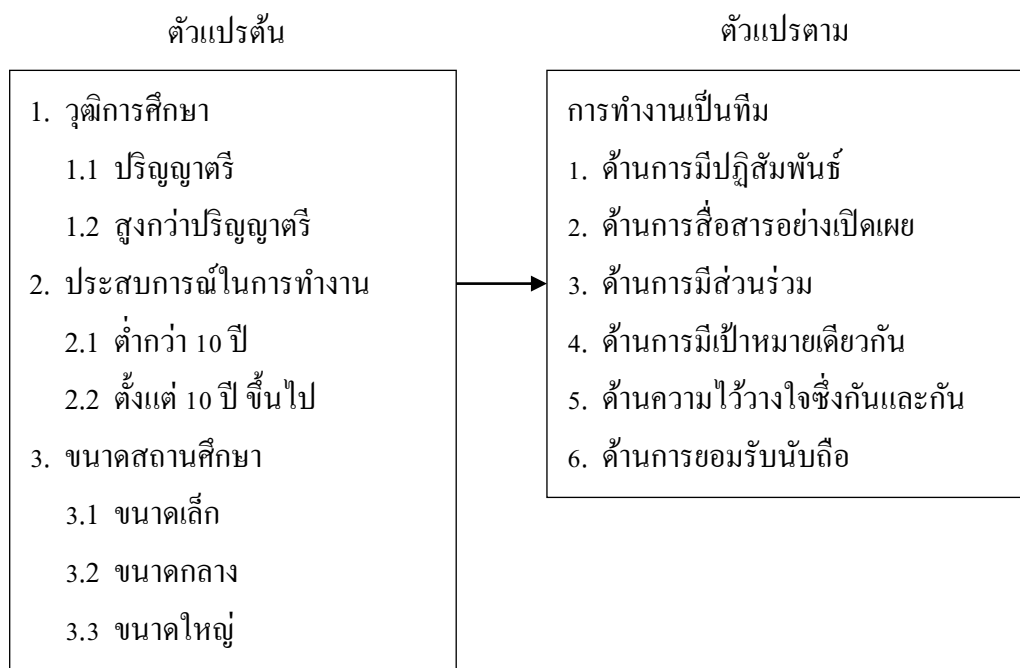 ตัวแปรต้น
1. วุฒิการศึกษา
1.1 ปริญญาตรี
1.2 สูงกว่าปริญญาตรี
2. ประสบการณ์ในการทำงาน
2.1 ต่ำกว่า 10 ปี
2.2 ตั้งแต่ 10 ปี ขึ้นไป
3. ขนาดสถานศึกษา
3.1 ขนาดเล็ก
3.2 ขนาดกลาง
3.3 ขนาดใหญ่
ตัวแปรตาม
การทำงานเป็นทีม
1. ด้านการมีปฏิสัมพันธ์
2. ด้านการสื่อสารอย่างเปิดเผย
3. ด้านการมีส่วนร่วม
4. ด้านการมีเป้าหมายเดียวกัน
5. ด้านความไว้วางใจซึ่งกันและกัน
6. ด้านการยอมรับนับถือ